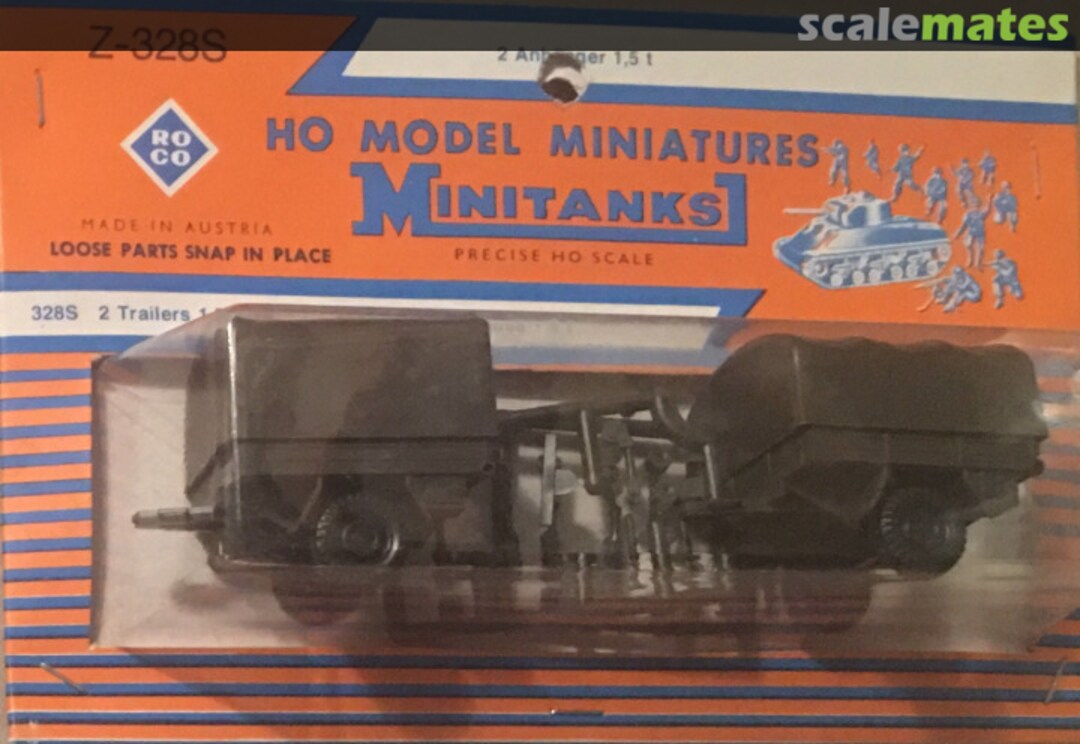 scalemates
Z-328S
2 Anhänger 1,5 t
RO
CO
HO MODEL MINIATURES
MINITANKS
MADE IN AUSTRIA
LOOSE PARTS SNAP IN PLACE
PRECISE HO SCALE
328S 2 Trailers